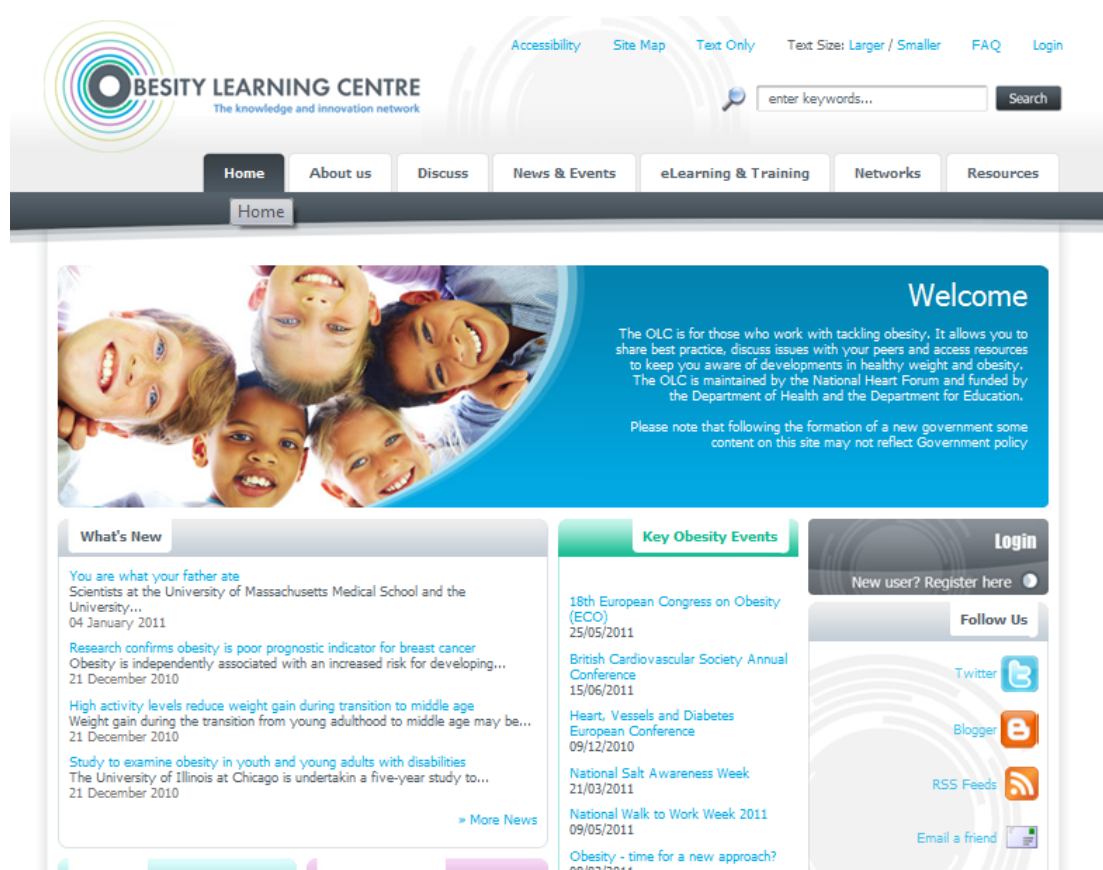 Accessibility Site Map Text Only Text Size: Larger / Smaller FAQ Login
OBESITY LEARNING CENTRE
The knowledge and innovation network
enter keywords... Search
Home About us Discuss News & Events eLearning & Training Networks Resources
Home
Welcome
The OLC is for those who work with tackling obesity. It allows you to
share best practice, discuss issues with your peers and access resources
to keep you aware of developments in healthy weight and obesity.
The OLC is maintained by the National Heart Forum and funded by
the Department of Health and the Department for Education.
Please note that following the formation of a new government some
content on this site may not reflect Government policy
What's New
You are what your father ate
Scientists at the University of Massachusetts Medical School and the
University...
04 January 2011
Research confirms obesity is poor prognostic indicator for breast cancer
Obesity is independently associated with an increased risk for developing...
21 December 2010
High activity levels reduce weight gain during transition to middle age
Weight gain during the transition from young adulthood to middle age may be...
21 December 2010
Study to examine obesity in youth and young adults with disabilities
The University of Illinois at Chicago is undertakin a five-year study to...
21 December 2010
» More News
Key Obesity Events
18th European Congress on Obesity
(ECO)
25/05/2011
British Cardiovascular Society Annual
Conference
15/06/2011
Heart, Vessels and Diabetes
European Conference
09/12/2010
National Salt Awareness Week
21/03/2011
National Walk to Work Week 2011
09/05/2011
Obesity - time for a new approach?
Login
New user? Register here
Follow Us
Twitter
Blogger
RSS Feeds
Email a friend